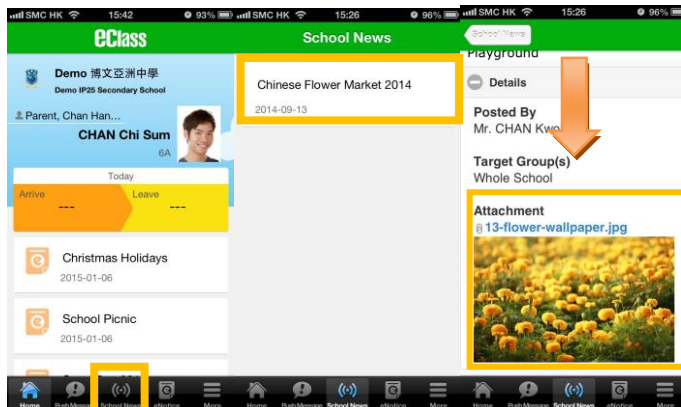 SMC HK 15:42 93%
eClass
Demo 博文亞洲中學
Demo IP25 Secondary School
Parent, Chan Han...
CHAN Chi Sum
6A
Today
Arrive
Leave
---
---
Christmas Holidays
2015-01-06
School Picnic
2015-01-06
Home Push Message School News eNotice More
SMC HK 15:26 96%
School News
Chinese Flower Market 2014
2014-09-13
Home Push Message School News eNotice More
SMC HK 15:26 96%
School News
Playground
Details
Posted By
Mr. CHAN
Target Group(s)
Whole School
Attachment
13-flower-wallpaper.jpg
Home Push Message School News eNotice More